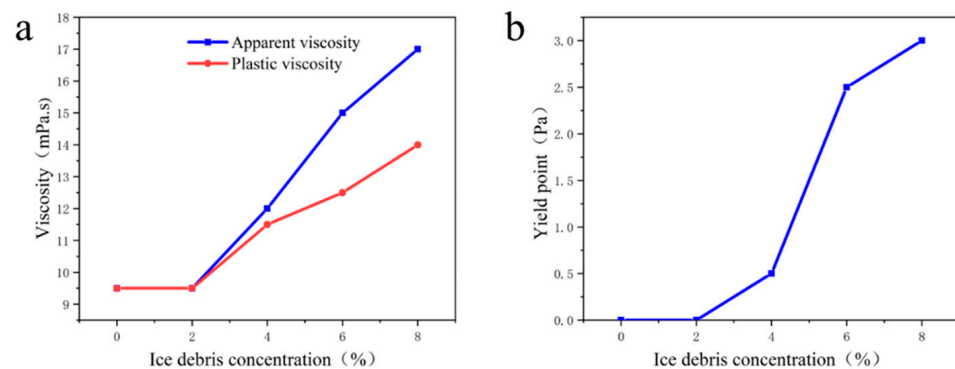 a
18
17
16
15
14
13
12
11
10
9
Viscosity（mPa.s）
Apparent viscosity
Plastic viscosity
0 2 4 6 8
Ice debris concentration（%）
b
3.0
2.5
2.0
1.5
1.0
0.5
0.0
Yield point（Pa）
0 2 4 6 8
Ice debris concentration（%）